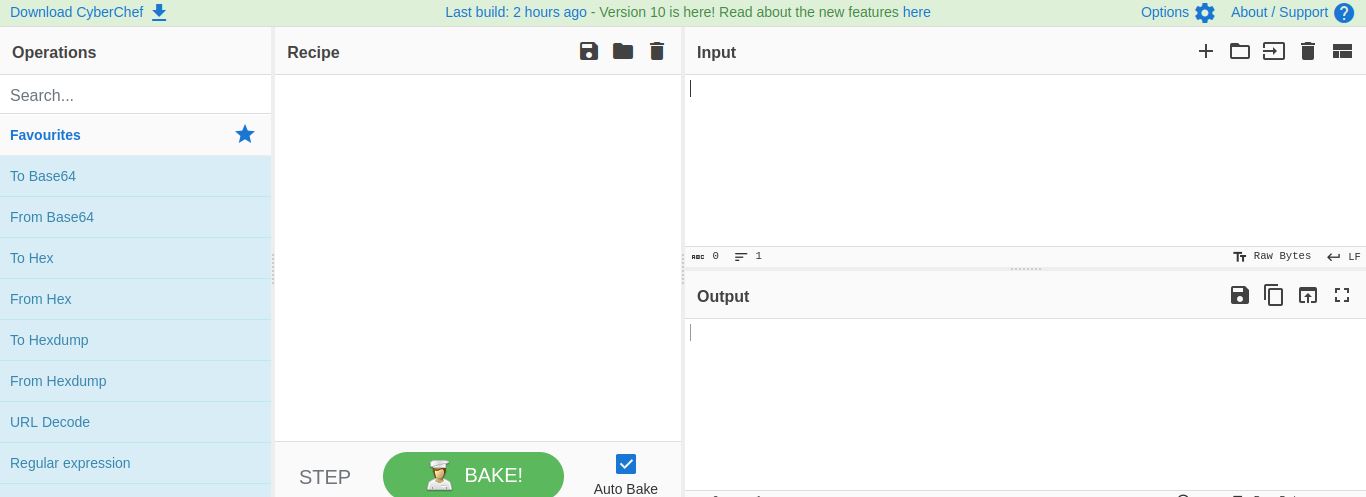 Download CyberChef
Last build: 2 hours ago - Version 10 is here! Read about the new features here
Options
About / Support
Operations
Search...
Favourites
To Base64
From Base64
To Hex
From Hex
To Hexdump
From Hexdump
URL Decode
Regular expression
Recipe
STEP
BAKE!
Auto Bake
Input
ABC 0 1
Raw Bytes LF
Output